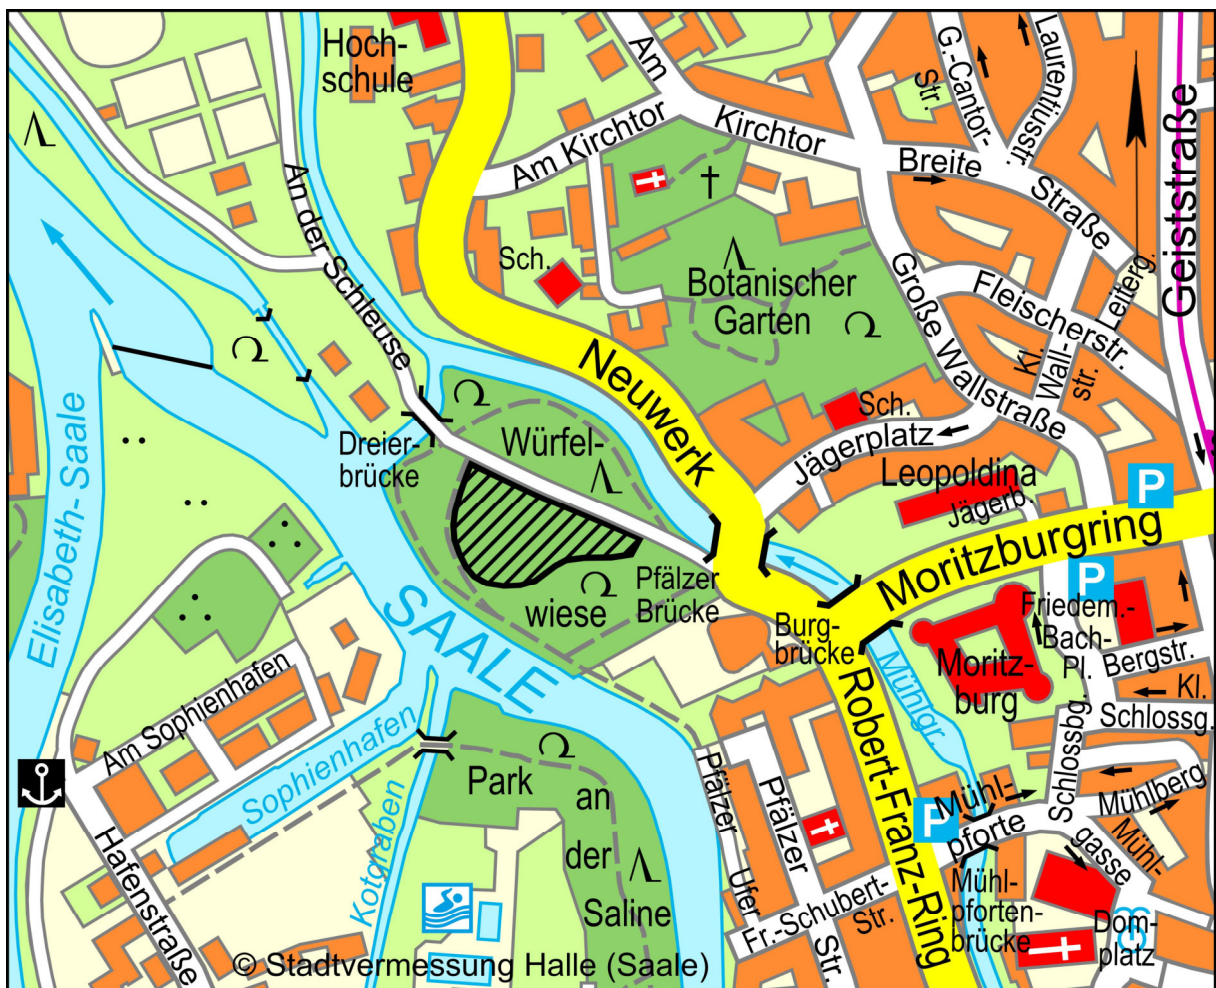 Hoch-
schule
Am
Kirchtor
Am Kirchtor
G.-Cantor-
Str.
Laurentiusstr.
Breite
Straße
Geiststraße
An der Schleuse
Sch.
Botanischer
Garten
Große Wallstraße
Fleischerstr.
Leiterg.
Kl.
Wall-
str.
Neuwerk
Sch.
Jägerplatz
Leopoldina
Jägerb.
P
Moritzburgring
P
Dreier-
brücke
Würfel-
wiese
Pfälzer
Brücke
Burg-
brücke
Elisabeth-Saale
SAALE
Friedem.-
Bach-
Pl.
Moritz-
burg
Bergstr.
Kl.
Schlossg.
Schlossbg.
Mühlgr.
Robert-Franz-Ring
Am Sophienhafen
Sophienhafen
Hafenstraße
Kotgraben
Park
an
der
Saline
Pfälzer
Ufer
Pfälzer
Str.
Fr.-Schubert-
Str.
P
Mühl-
pforte
Mühlberg
Mühl-
gasse
Mühl-
pforten-
brücke
Dom-
platz
© Stadtvermessung Halle (Saale)